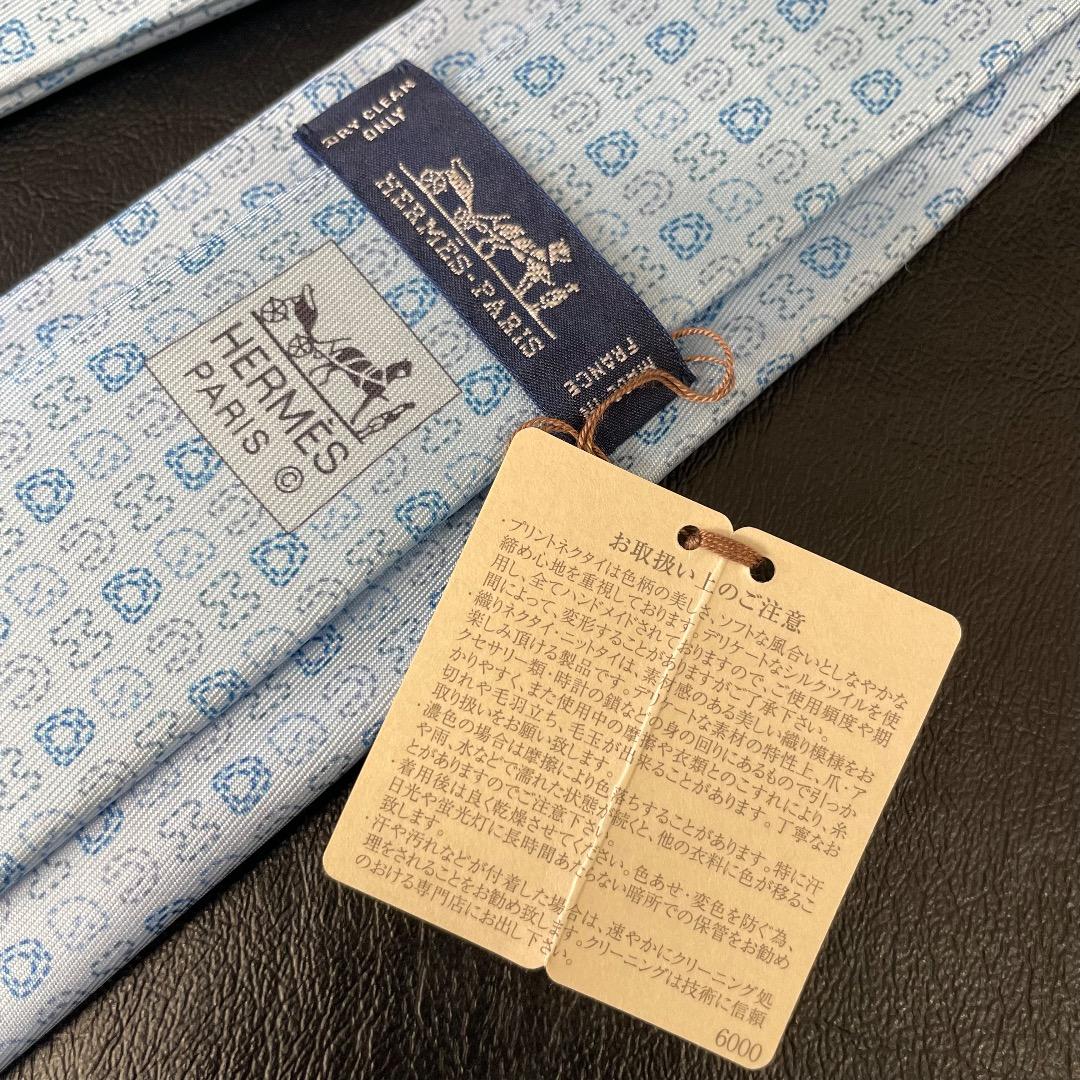 DRY CLEAN
ONLY
HERMÈS-PARIS
MADE IN
FRANCE
HERMÈS
PARIS ©
お取扱い上のご注意
・プリントネクタイは色柄の美しさ、ソフトな風合いとしなやかな
締め心地を重視しております。デリケートなシルクツイルを使
用し、全てハンドメイドされておりますので、ご使用頻度や期
間によって、変形することがありますがご了承下さい。
・織りネクタイ・ニットタイは、素材感のある美しい織り模様をお
楽しみ頂ける製品です。デリケートな素材の特性上、爪・ア
クセサリー類・時計の鎖などの身の回りにあるもので引っか
かりやすく、また使用中の摩擦や衣類とのこすれにより、糸
切れや毛羽立ち、毛玉が出来ることがあります。丁寧なお
取り扱いをお願い致します。
・濃色の場合は摩擦により色落ちすることがあります。特に汗
や雨、水などで濡れた状態が続くと、他の衣料に色が移るこ
とがありますのでご注意下さい。
・着用後は良く乾燥させてください。色あせ・変色を防ぐ為、
日光や蛍光灯に長時間あたらない暗所での保管をお勧め
致します。
・汗や汚れなどが付着した場合は、速やかにクリーニング処
理をされることをお勧め致します。クリーニングは技術に信頼
のおける専門店にお出し下さい。
6000